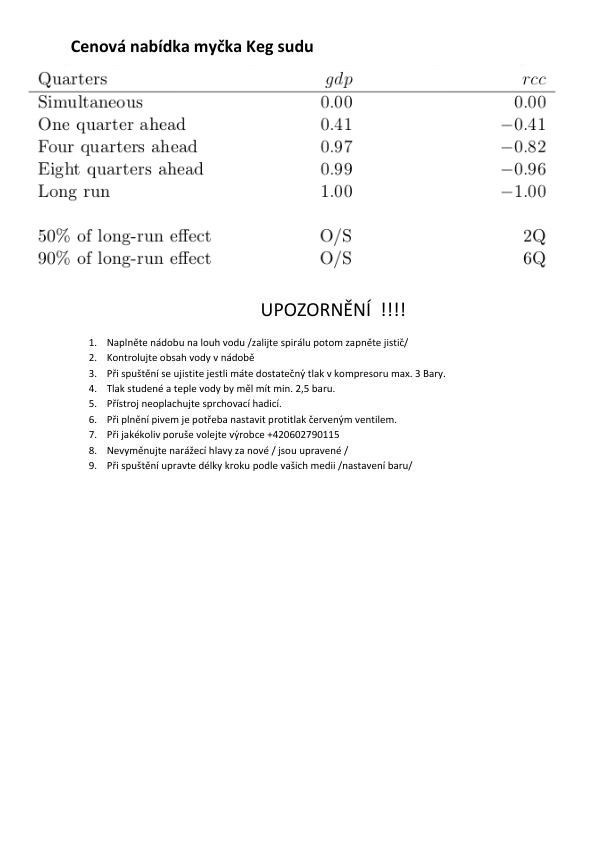 Cenová nabídka myčka Keg sudu
Quarters gdp rcc
Simultaneous 0.00 0.00
One quarter ahead 0.41 −0.41
Four quarters ahead 0.97 −0.82
Eight quarters ahead 0.99 −0.96
Long run 1.00 −1.00
50% of long-run effect O/S 2Q
90% of long-run effect O/S 6Q
UPOZORNĚNÍ !!!!
1. Naplněte nádobu na louh vodu /zalijte spirálu potom zapněte jistič/
2. Kontrolujte obsah vody v nádobě
3. Při spuštění se ujistite jestli máte dostatečný tlak v kompresoru max. 3 Bary.
4. Tlak studené a teple vody by měl mít min. 2,5 baru.
5. Přístroj neoplachujte sprchovací hadicí.
6. Při plnění pivem je potřeba nastavit protitlak červeným ventilem.
7. Při jakékoliv poruše volejte výrobce +420602790115
8. Nevyměnujte narážecí hlavy za nové / jsou upravené /
9. Při spuštění upravte délky kroku podle vašich medii /nastavení baru/